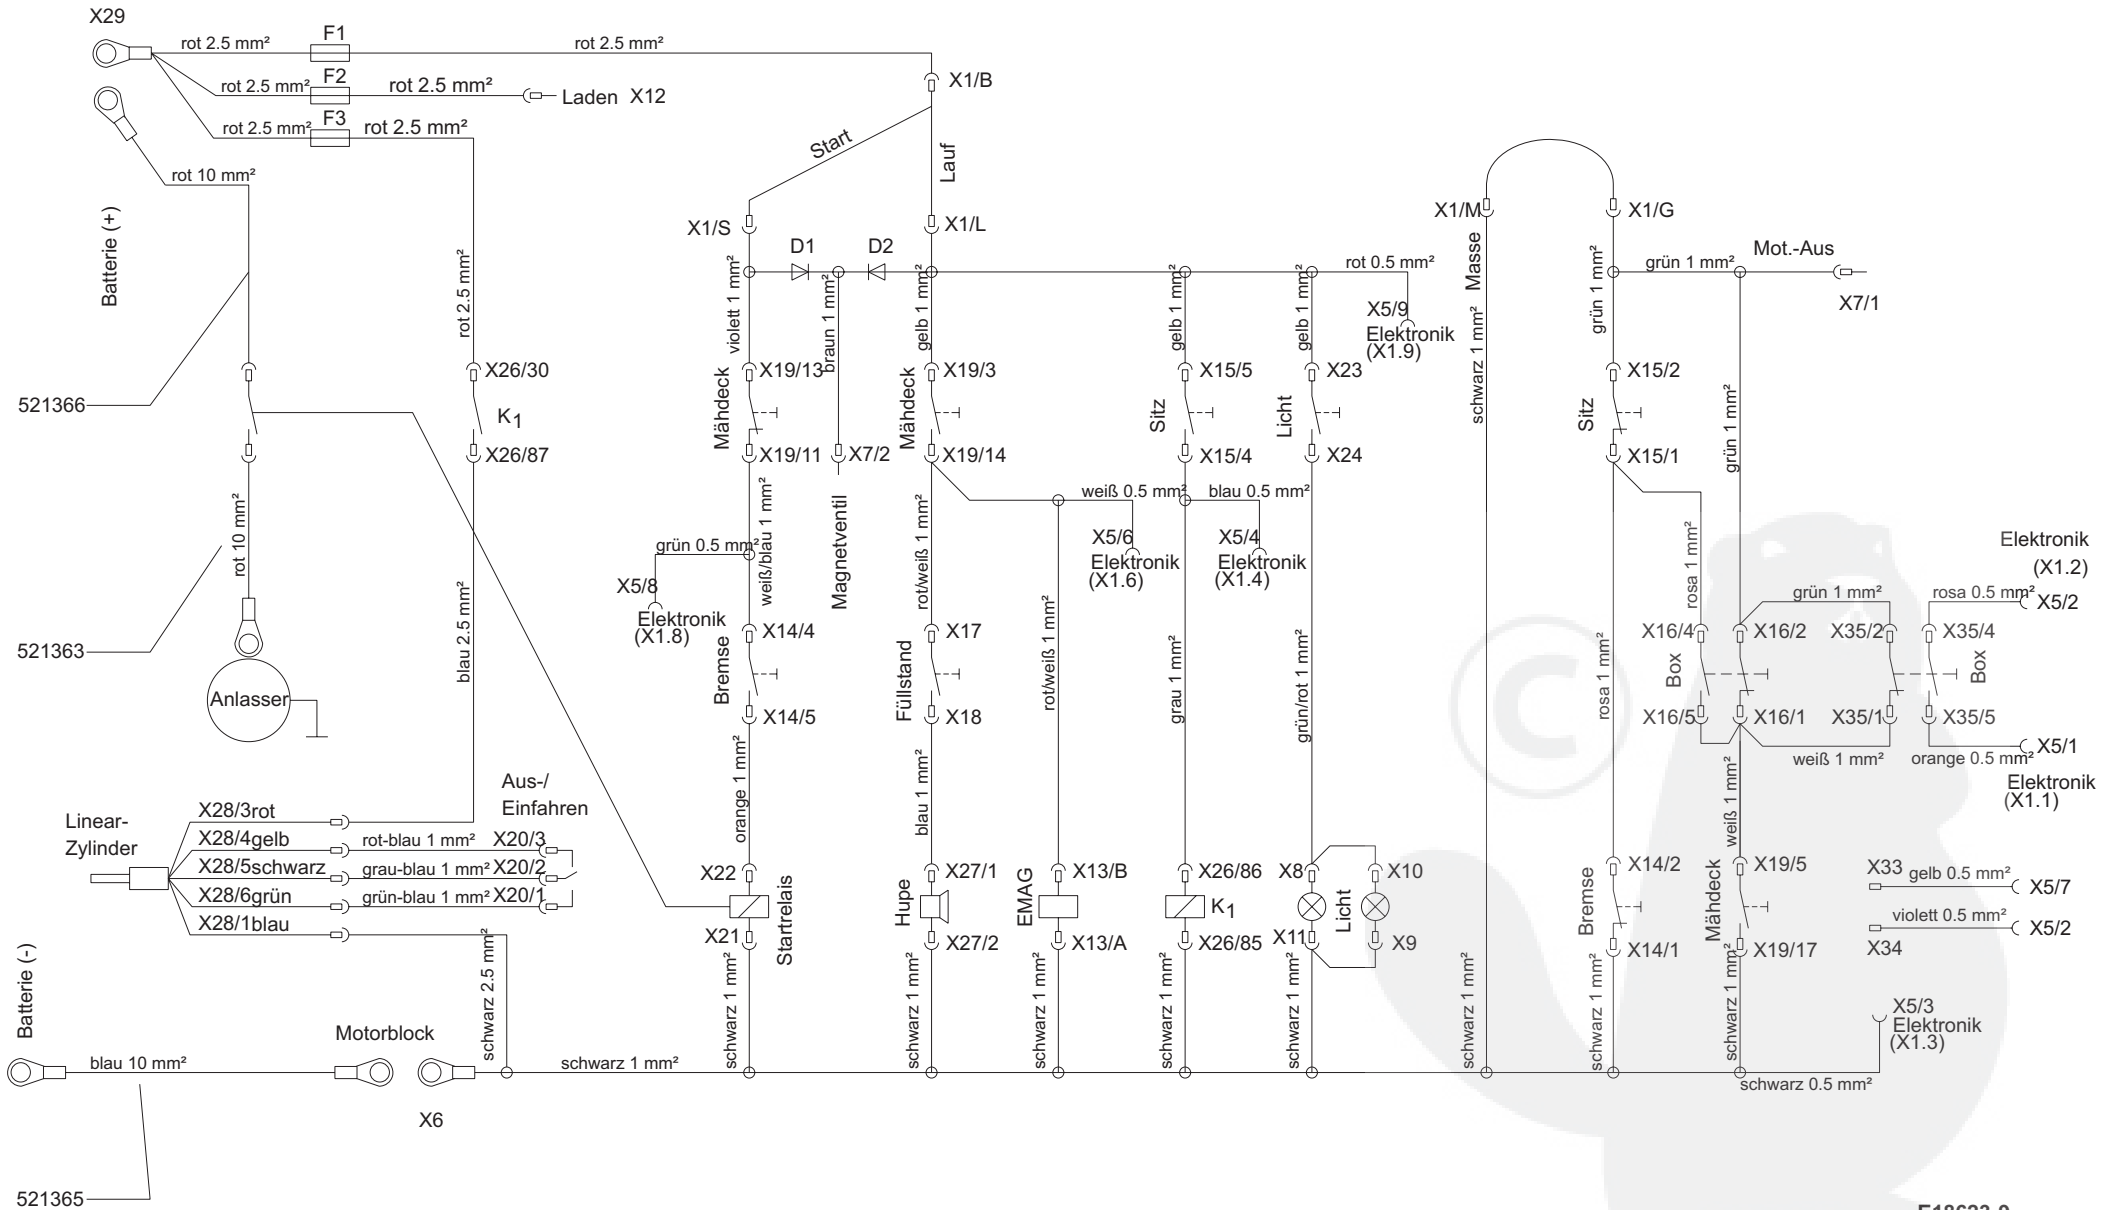 X29
rot 2.5 mm²
F1
rot 2.5 mm²
X1/B
rot 2.5 mm²
F2
rot 2.5 mm²
Laden X12
rot 2.5 mm²
F3
rot 2.5 mm²
Start
Lauf
rot 10 mm²
Batterie (+)
X1/S
X1/L
X1/M
X1/G
D1
D2
rot 0.5 mm²
Masse
grün 1 mm²
Mot.-Aus
X7/1
rot 2.5 mm²
violett 1 mm²
braun 1 mm²
gelb 1 mm²
gelb 1 mm²
gelb 1 mm²
X5/9
Elektronik
(X1.9)
schwarz 1 mm²
grün 1 mm²
grün 1 mm²
521366
X26/30
K1
X26/87
X19/13
Mähdeck
X19/11
X7/2
Magnetventil
X19/3
Mähdeck
X19/14
X15/5
Sitz
X15/4
X23
Licht
X24
X15/2
Sitz
X15/1
rot 10 mm²
weiß/blau 1 mm²
grün 0.5 mm²
X5/8
Elektronik
(X1.8)
rot/weiß 1 mm²
weiß 0.5 mm²
X5/6
Elektronik
(X1.6)
blau 0.5 mm²
X5/4
Elektronik
(X1.4)
rosa 1 mm²
Elektronik
(X1.2)
grün 1 mm²
rosa 0.5 mm²
X5/2
521363
blau 2.5 mm²
X14/4
Bremse
X14/5
X17
Füllstand
X18
rot/weiß 1 mm²
grau 1 mm²
grün/rot 1 mm²
rosa 1 mm²
X16/4
X16/2
X35/2
X35/4
Box
Box
X16/5
X16/1
X35/1
X35/5
Anlasser
©
weiß 1 mm²
orange 0.5 mm²
X5/1
Elektronik
(X1.1)
orange 1 mm²
blau 1 mm²
weiß 1 mm²
Aus-/
Einfahren
Linear-
Zylinder
X28/3rot
X28/4gelb
rot-blau 1 mm²
X20/3
X28/5schwarz
grau-blau 1 mm²
X20/2
X28/6grün
grün-blau 1 mm²
X20/1
X28/1blau
X22
X21
Startrelais
X27/1
Hupe
X27/2
X13/B
EMAG
X13/A
X26/86
K1
X26/85
X8
X10
Licht
X11
X9
X14/2
Bremse
X14/1
X19/5
Mähdeck
X19/17
X33
gelb 0.5 mm²
X5/7
violett 0.5 mm²
X5/2
X34
Batterie (-)
schwarz 2.5 mm²
schwarz 1 mm²
schwarz 1 mm²
schwarz 1 mm²
schwarz 1 mm²
schwarz 1 mm²
schwarz 1 mm²
schwarz 1 mm²
schwarz 1 mm²
X5/3
Elektronik
(X1.3)
Motorblock
blau 10 mm²
schwarz 1 mm²
schwarz 0.5 mm²
X6
521365